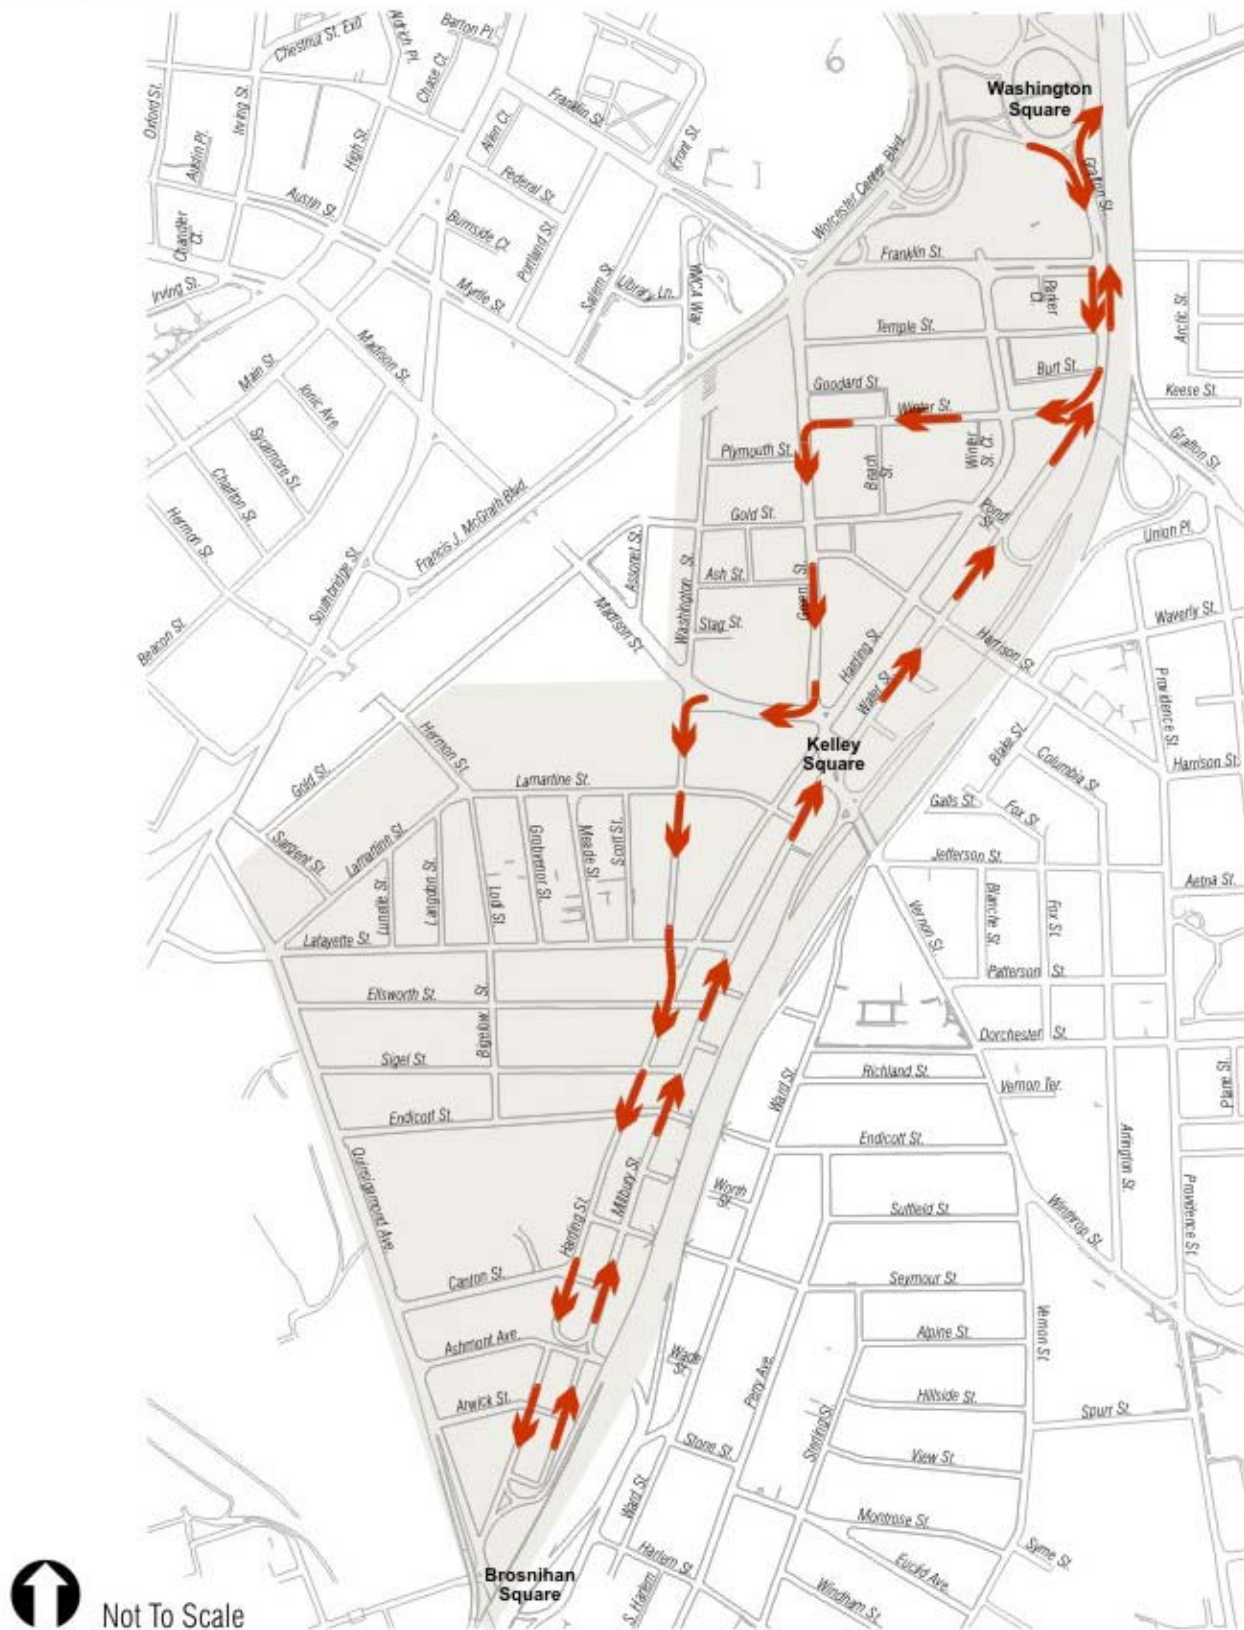 Chestnut St. Exit
Aldrich Pl.
Barton Pl.
Chase Ct.
6
Washington
Square
Oxford St.
Irving St.
Austin Pl.
High St.
Allen Ct.
Franklin St.
Front St.
Federal St.
Worcester Center Blvd.
Grafton St.
Austin St.
Chandler
Ct.
Burnside Ct.
Portland St.
Salem St.
Library Ln.
YMCA Way
Franklin St.
Parker
Ct.
Irving St.
Myrtle St.
Temple St.
Arctic St.
Madison St.
Main St.
Ionic Ave
Goodard St.
Burt St.
Keese St.
Winter St.
Sycamore St.
Plymouth St.
Beach
St.
Winter
St. Ct.
Grafton St.
Charlton St.
Hermon St.
Francis J. McGrath Blvd.
Gold St.
Pond
St.
Union Pl.
Southbridge St.
Assonet St.
Washington St.
Ash St.
Green St.
Madison St.
Stag St.
Waverly St.
Beacon St.
Harding St.
Harrison St.
Water St.
Providence St.
Kelley
Square
Hermon St.
Blake St.
Columbia St.
Harrison St.
Gold St.
Lamartine St.
Galls St.
Fox St.
Sargent St.
Lamartinn St.
Grobvenor St.
Meade St.
Scott St.
Jefferson St.
Lunelle St.
Langdon St.
Lodi St.
Aetna St.
Vernon St.
Blanche St.
Fox St.
Lafayette St.
Patterson St.
Ellsworth St.
Bigelow St.
Dorchester St.
Sigel St.
Ward St.
Richland St.
Vernon Ter.
Plane St.
Endicott St.
Endicott St.
Arlington St.
Quinsigamond Ave.
Millbury St.
Worth
St.
Providence St.
Harding St.
Suffield St.
Winthrop St.
Canton St.
Seymour St.
Ashmont Ave.
Wade
St.
Perry Ave.
Alpine St.
Vernon St.
Arwick St.
Hillside St.
Spurr St.
Sterling St.
Stone St.
View St.
Ward St.
Montrose St.
Harlem St.
Euclid Ave.
Syme St.
Brosnihan
Square
S. Harlem
Windham St.
Not To Scale